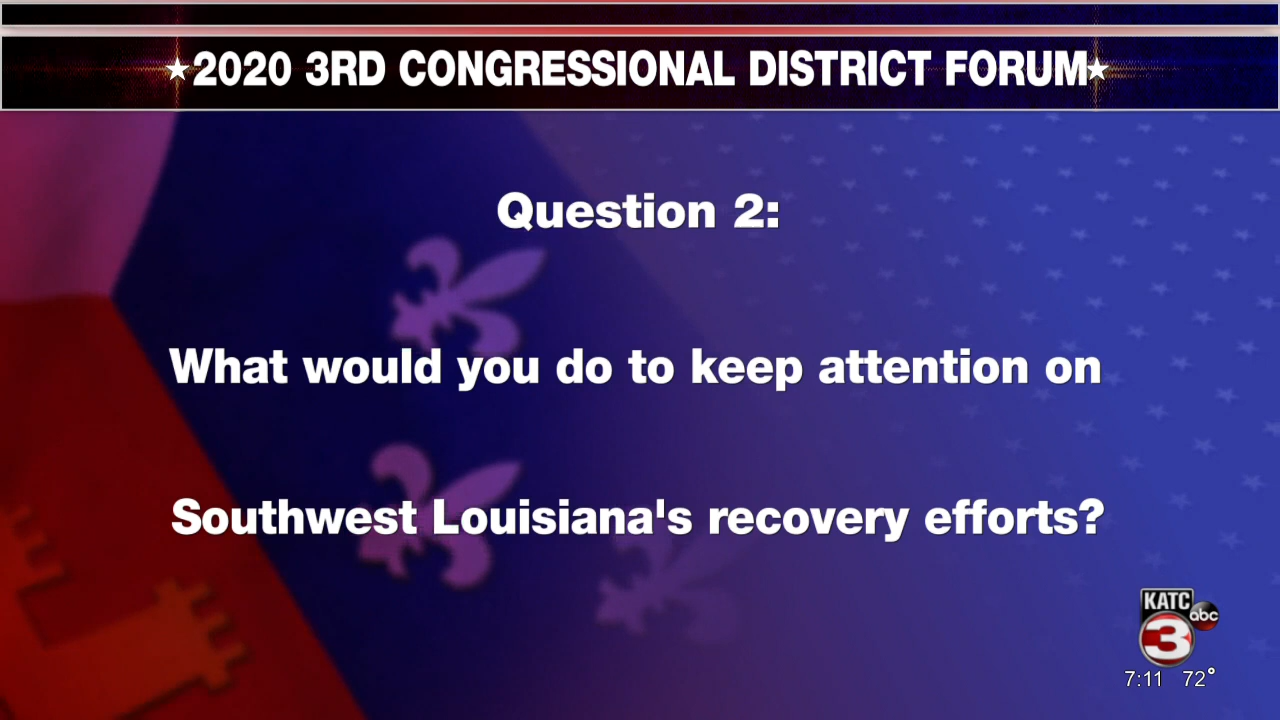 ★2020 3RD CONGRESSIONAL DISTRICT FORUM★
Question 2:
What would you do to keep attention on
Southwest Louisiana's recovery efforts?
KATC
abc
3
7:11 72°